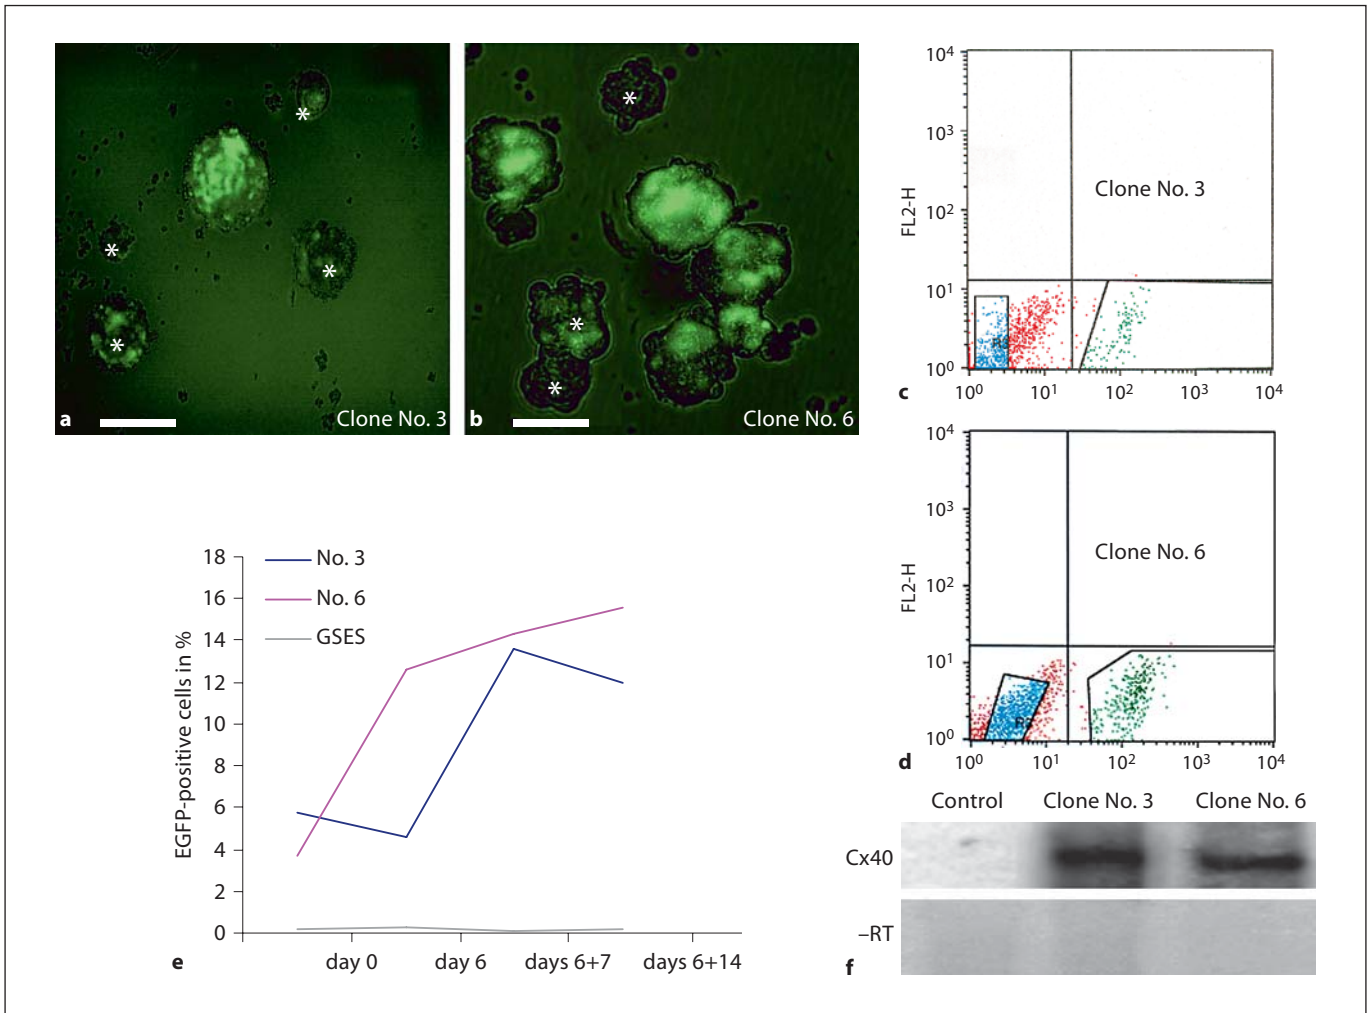 *
*
*
*
a
Clone No. 3
*
*
*
b
Clone No. 6
10⁴
10³
10²
10¹
10⁰
FL2-H
Clone No. 3
10⁰ 10¹ 10² 10³ 10⁴
c
10⁴
10³
10²
10¹
10⁰
FL2-H
Clone No. 6
10⁰ 10¹ 10² 10³ 10⁴
d
18
16
14
12
10
8
6
4
2
0
EGFP-positive cells in %
No. 3
No. 6
GSES
day 0 day 6 days 6+7 days 6+14
e
Control Clone No. 3 Clone No. 6
Cx40
–RT
f